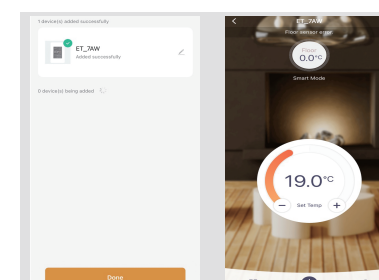 1 device(s) added successfully
ET_7AW
Added successfully
0 device(s) being added
Done
ET_7AW
Floor sensor error
Floor
0.0°C
Smart Mode
19.0°C
− Set Temp +